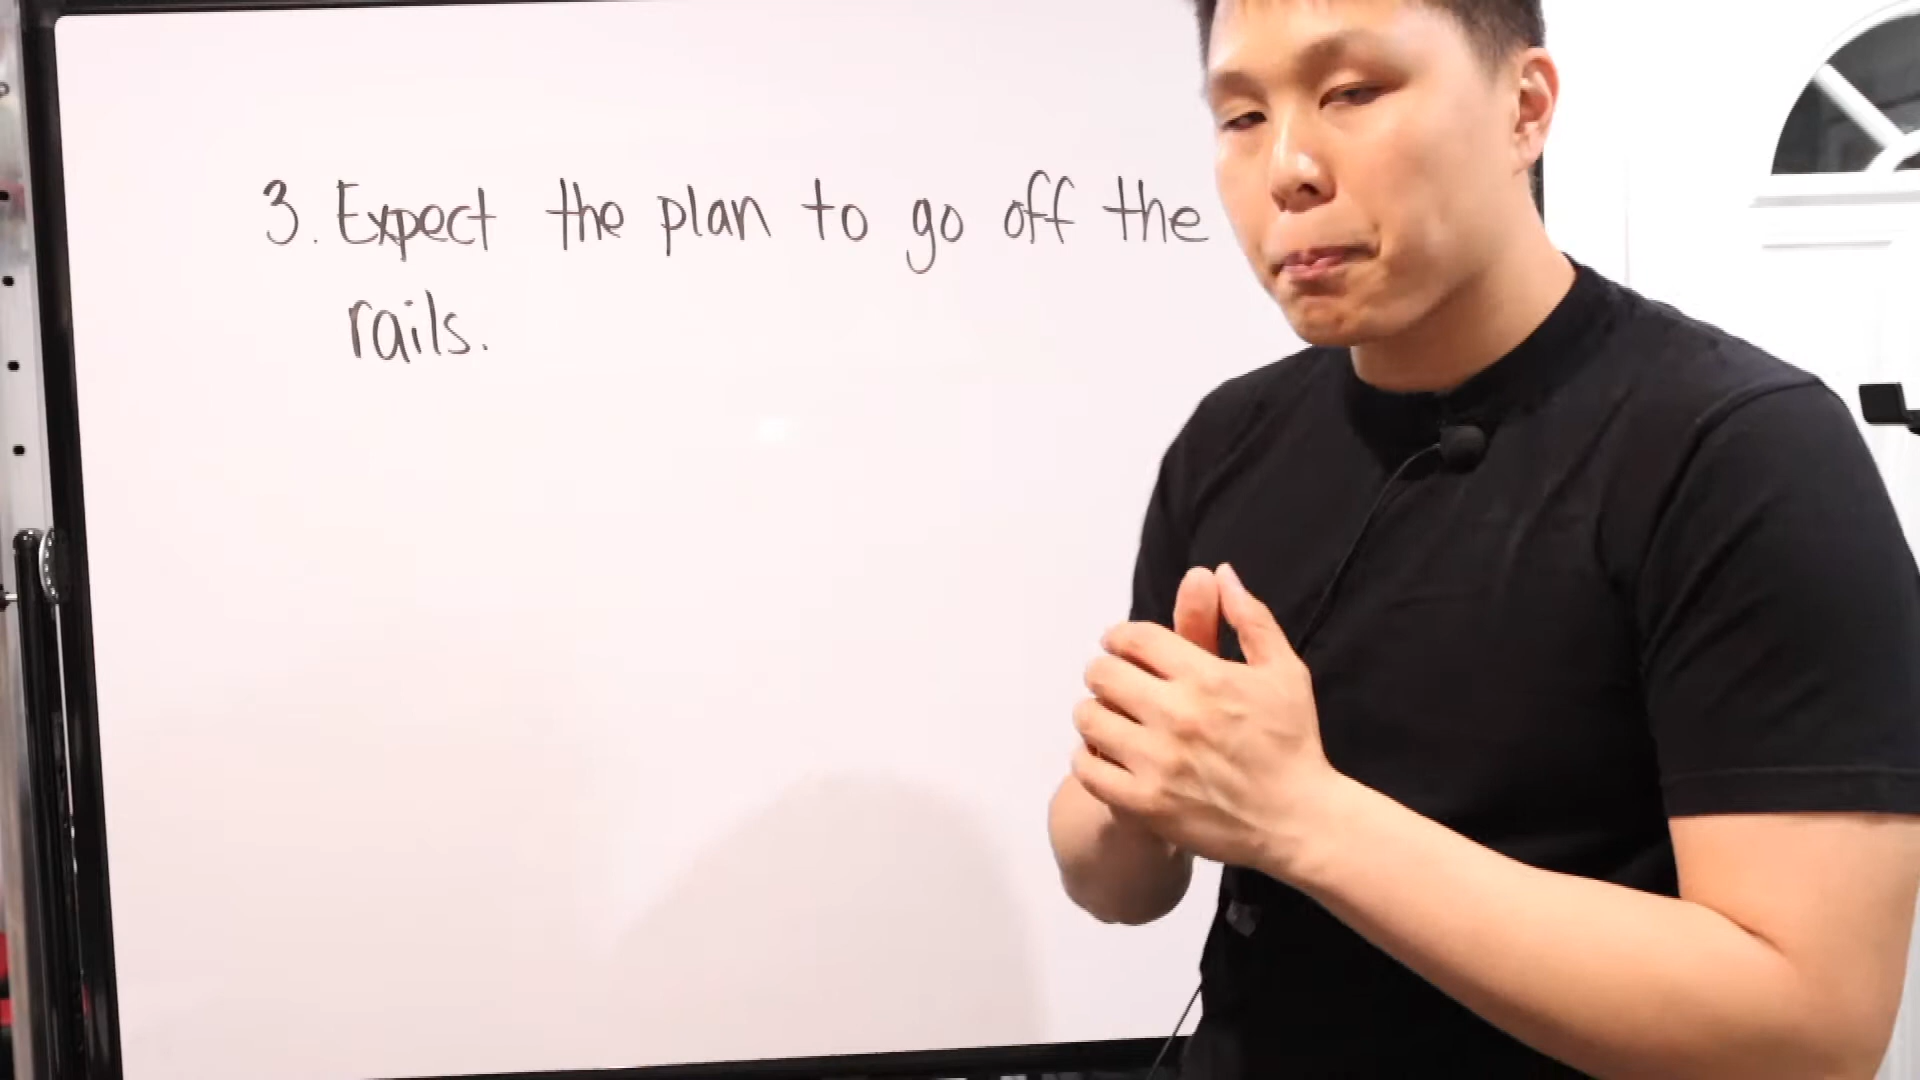 3. Expect the plan to go off the
rails.